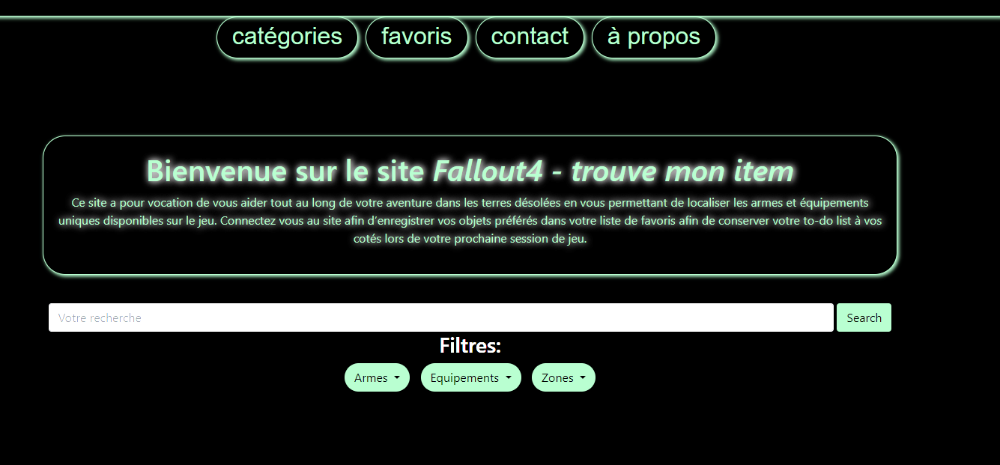 catégories favoris contact à propos
Bienvenue sur le site Fallout4 - trouve mon item
Ce site a pour vocation de vous aider tout au long de votre aventure dans les terres désolées en vous permettant de localiser les armes et équipements
uniques disponibles sur le jeu. Connectez vous au site afin d'enregistrer vos objets préférés dans votre liste de favoris afin de conserver votre to-do list à vos
cotés lors de votre prochaine session de jeu.
Votre recherche Search
Filtres:
Armes Equipements Zones